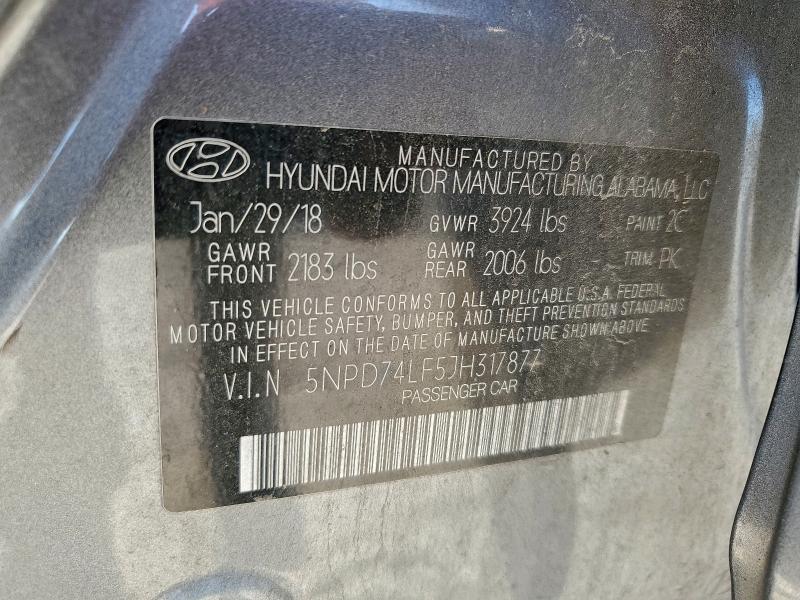 MANUFACTURED BY
HYUNDAI MOTOR MANUFACTURING ALABAMA, LLC
Jan/29/18 GVWR 3924 lbs PAINT 2C
GAWR FRONT 2183 lbs GAWR REAR 2006 lbs TRIM PK
THIS VEHICLE CONFORMS TO ALL APPLICABLE U.S.A. FEDERAL
MOTOR VEHICLE SAFETY, BUMPER, AND THEFT PREVENTION STANDARDS
IN EFFECT ON THE DATE OF MANUFACTURE SHOWN ABOVE.
V.I.N 5NPD74LF5JH317877
PASSENGER CAR